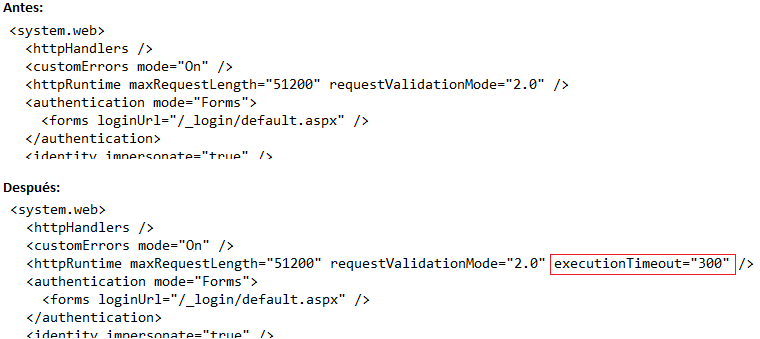 Antes:
<system.web>
<httpHandlers />
<customErrors mode="On" />
<httpRuntime maxRequestLength="51200" requestValidationMode="2.0" />
<authentication mode="Forms">
<forms loginUrl="/_login/default.aspx" />
</authentication>
<identity impersonate="true" />
Después:
<system.web>
<httpHandlers />
<customErrors mode="On" />
<httpRuntime maxRequestLength="51200" requestValidationMode="2.0" executionTimeout="300" />
<authentication mode="Forms">
<forms loginUrl="/_login/default.aspx" />
</authentication>
<identity impersonate="true" />